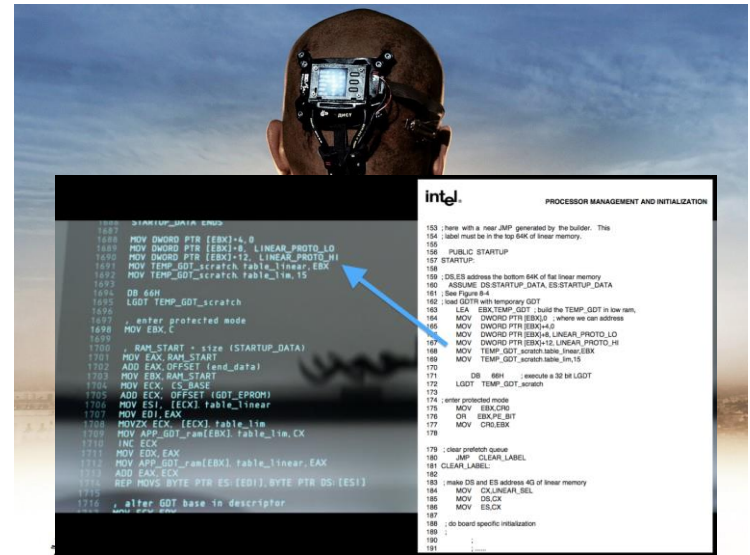 000
ДИСТ
1686 STARTUP_DATA ENDS
1687
1688 MOV DWORD PTR [EBX]+4,0
1689 MOV DWORD PTR [EBX]+8, LINEAR_PROTO_LO
1690 MOV DWORD PTR [EBX]+12, LINEAR_PROTO_HI
1691 MOV TEMP_GDT_scratch table_linear,EBX
1692 MOV TEMP_GDT_scratch table_lim,15
1693
1694 DB 66H
1695 LGDT TEMP_GDT_scratch
1696
1697 , enter protected mode
1698 MOV EBX,C
1699
1700 , RAM_START + size (STARTUP_DATA)
1701 MOV EAX,RAM_START
1702 ADD EAX,OFFSET (end_data)
1703 MOV EBX,RAM_START
1704 MOV ECX, CS_BASE
1705 ADD ECX, OFFSET (GDT_EPROM)
1706 MOV ESI, [ECX] table_linear
1707 MOV EDI,EAX
1708 MOVZX ECX, [ECX] table_lim
1709 MOV APP_GDT_ram[EBX] table_lim,CX
1710 INC ECX
1711 MOV EDX,EAX
1712 MOV APP_GDT_ram[EBX] table_linear,EAX
1713 ADD EAX,ECX
1714 REP MOVS BYTE PTR ES:[EDI],BYTE PTR DS:[ESI]
1715
1716 , alter GDT base in descriptor
intel.
PROCESSOR MANAGEMENT AND INITIALIZATION
153 ;here with a near JMP generated by the builder. This
154 ;label must be in the top 64K of linear memory.
155
156 PUBLIC STARTUP
157 STARTUP:
158
159 ;DS,ES address the bottom 64K of flat linear memory
160 ASSUME DS:STARTUP_DATA, ES:STARTUP_DATA
161 ;See Figure 8-4
162 ;load GDTR with temporary GDT
163 LEA EBX,TEMP_GDT ;build the TEMP_GDT in low ram,
164 MOV DWORD PTR [EBX],0 ;where we can address
165 MOV DWORD PTR [EBX]+4,0
166 MOV DWORD PTR [EBX]+8, LINEAR_PROTO_LO
167 MOV DWORD PTR [EBX]+12, LINEAR_PROTO_HI
168 MOV TEMP_GDT_scratch.table_linear,EBX
169 MOV TEMP_GDT_scratch.table_lim,15
170
171 DB 66H ;execute a 32 bit LGDT
172 LGDT TEMP_GDT_scratch
173
174 ;enter protected mode
175 MOV EBX,CR0
176 OR EBX,PE_BIT
177 MOV CR0,EBX
178
179 ;clear prefetch queue
180 JMP CLEAR_LABEL
181 CLEAR_LABEL:
182
183 ;make DS and ES address 4G of linear memory
184 MOV CX,LINEAR_SEL
185 MOV DS,CX
186 MOV ES,CX
187
188 ;do board specific initialization
189 ;
190 ;
191 ; .....